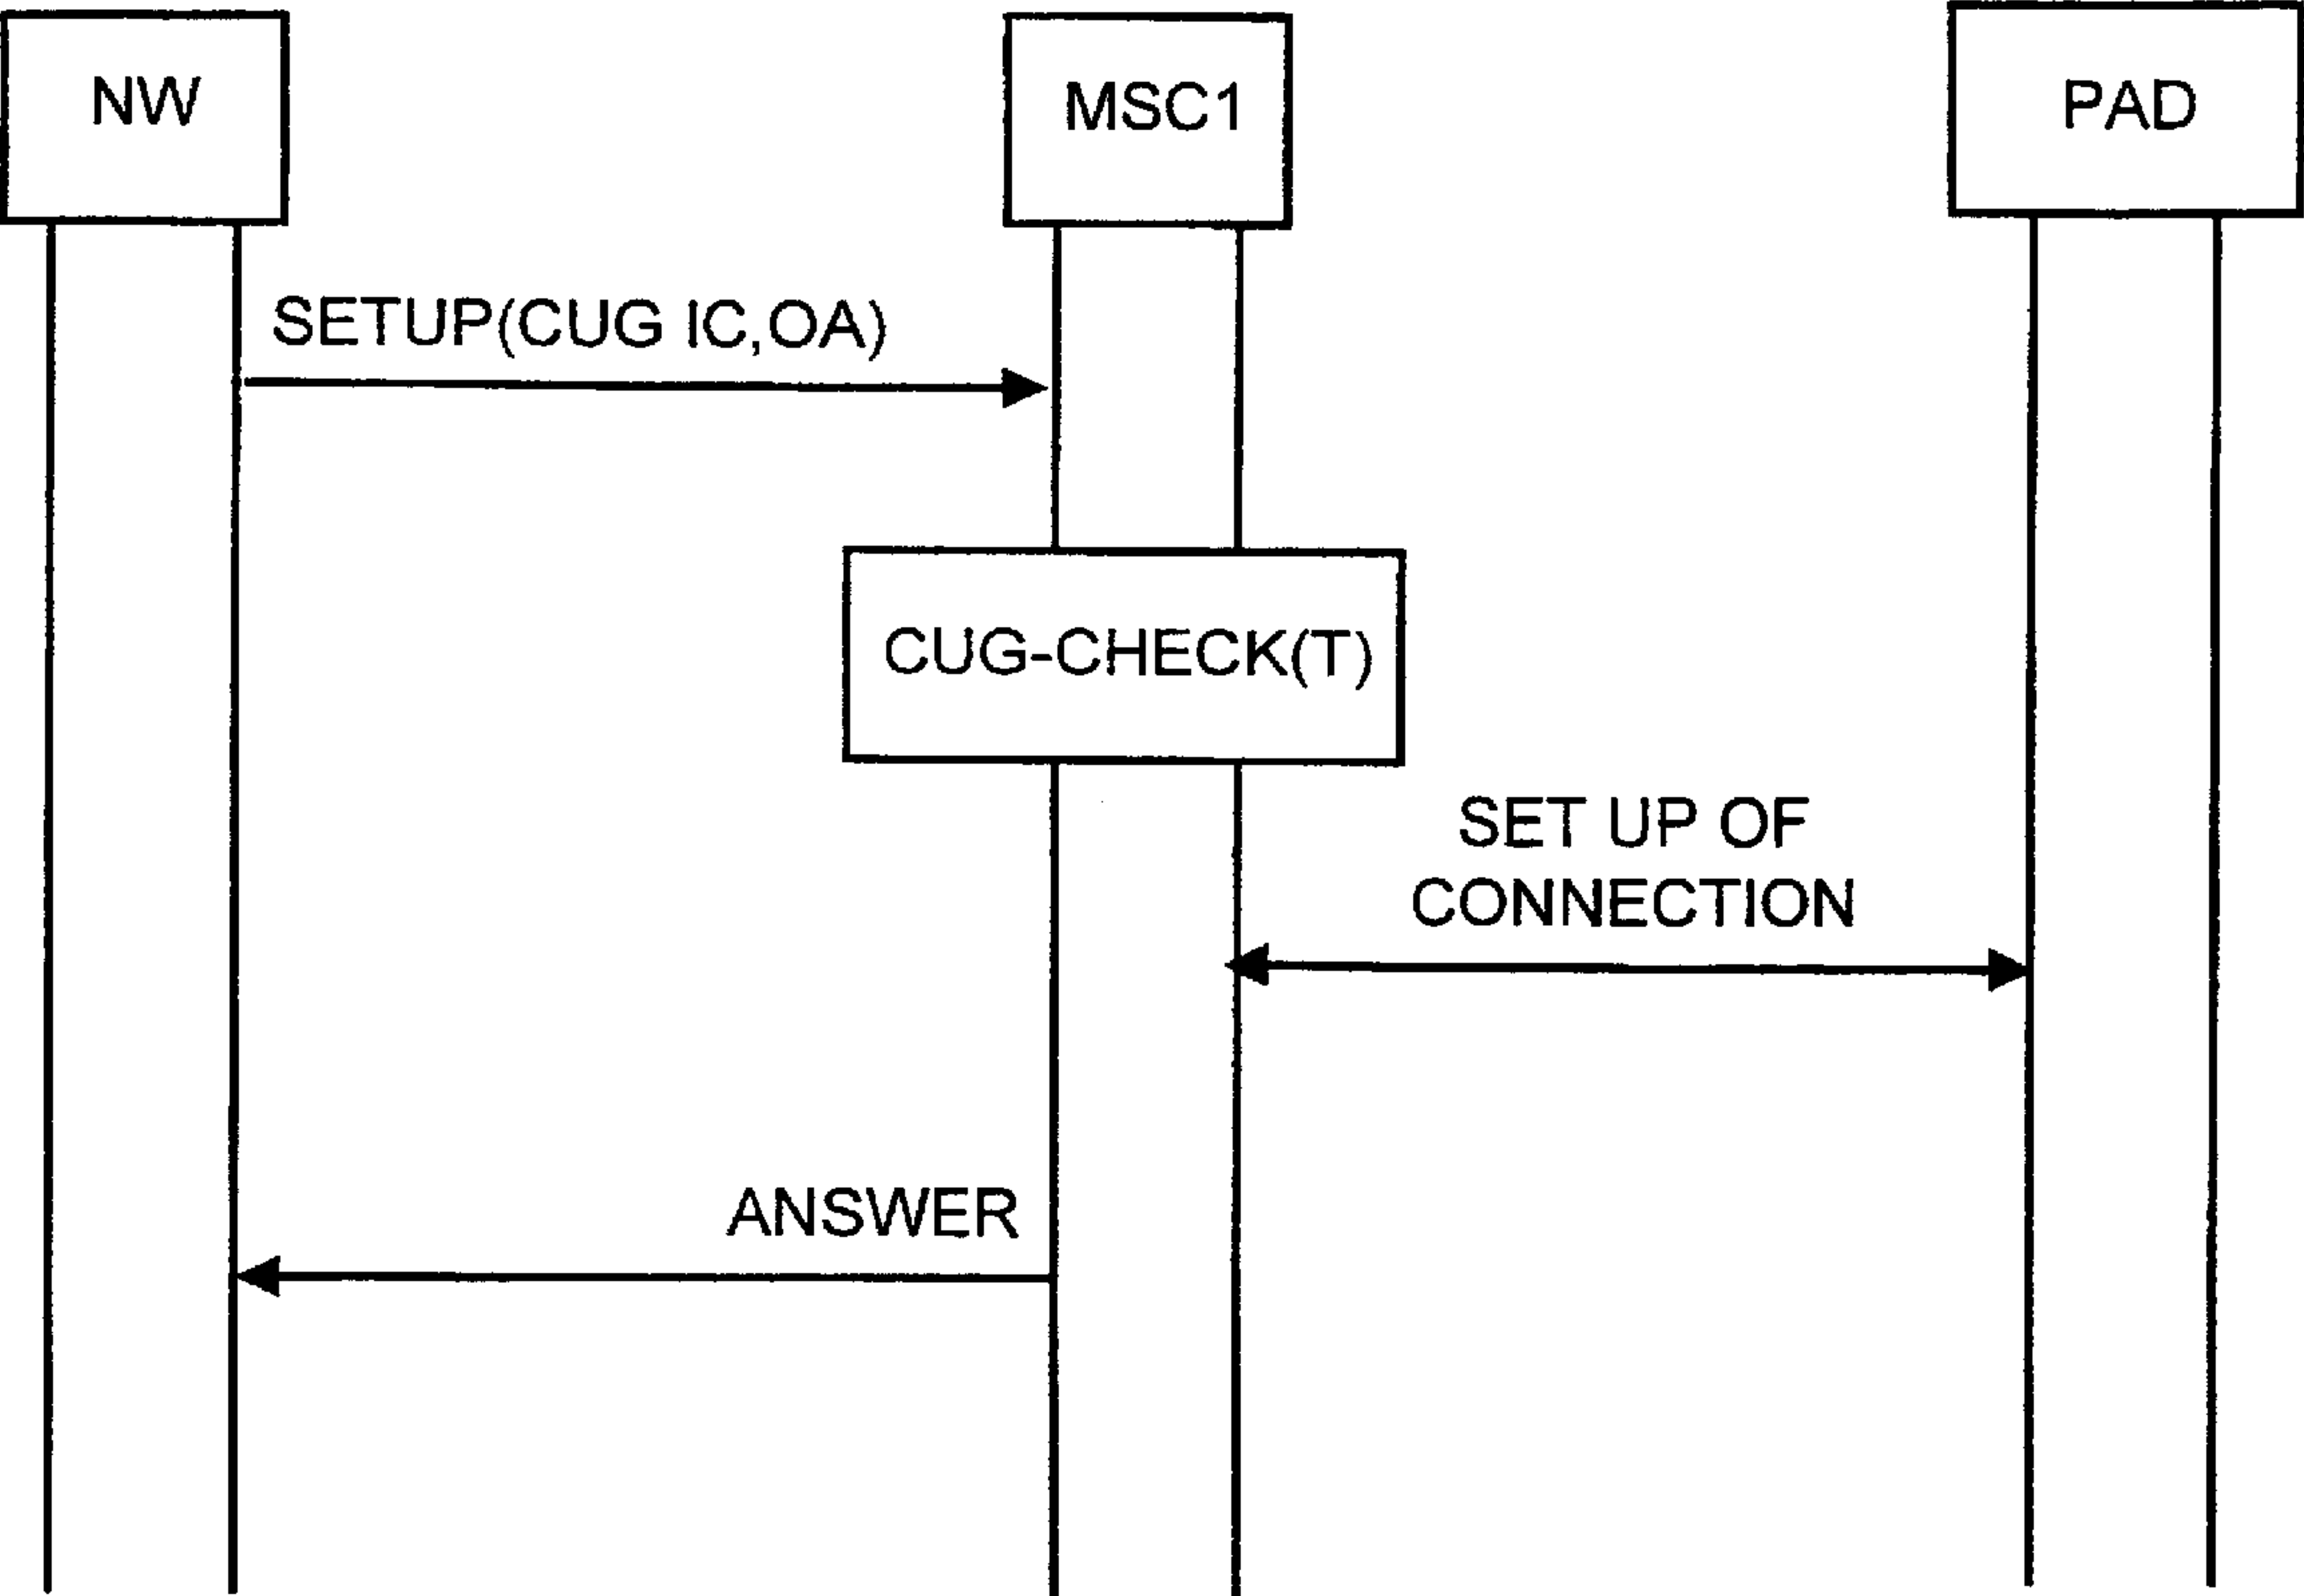 NW
MSC1
PAD
SETUP(CUG IC,OA)
CUG-CHECK(T)
SET UP OF
CONNECTION
ANSWER